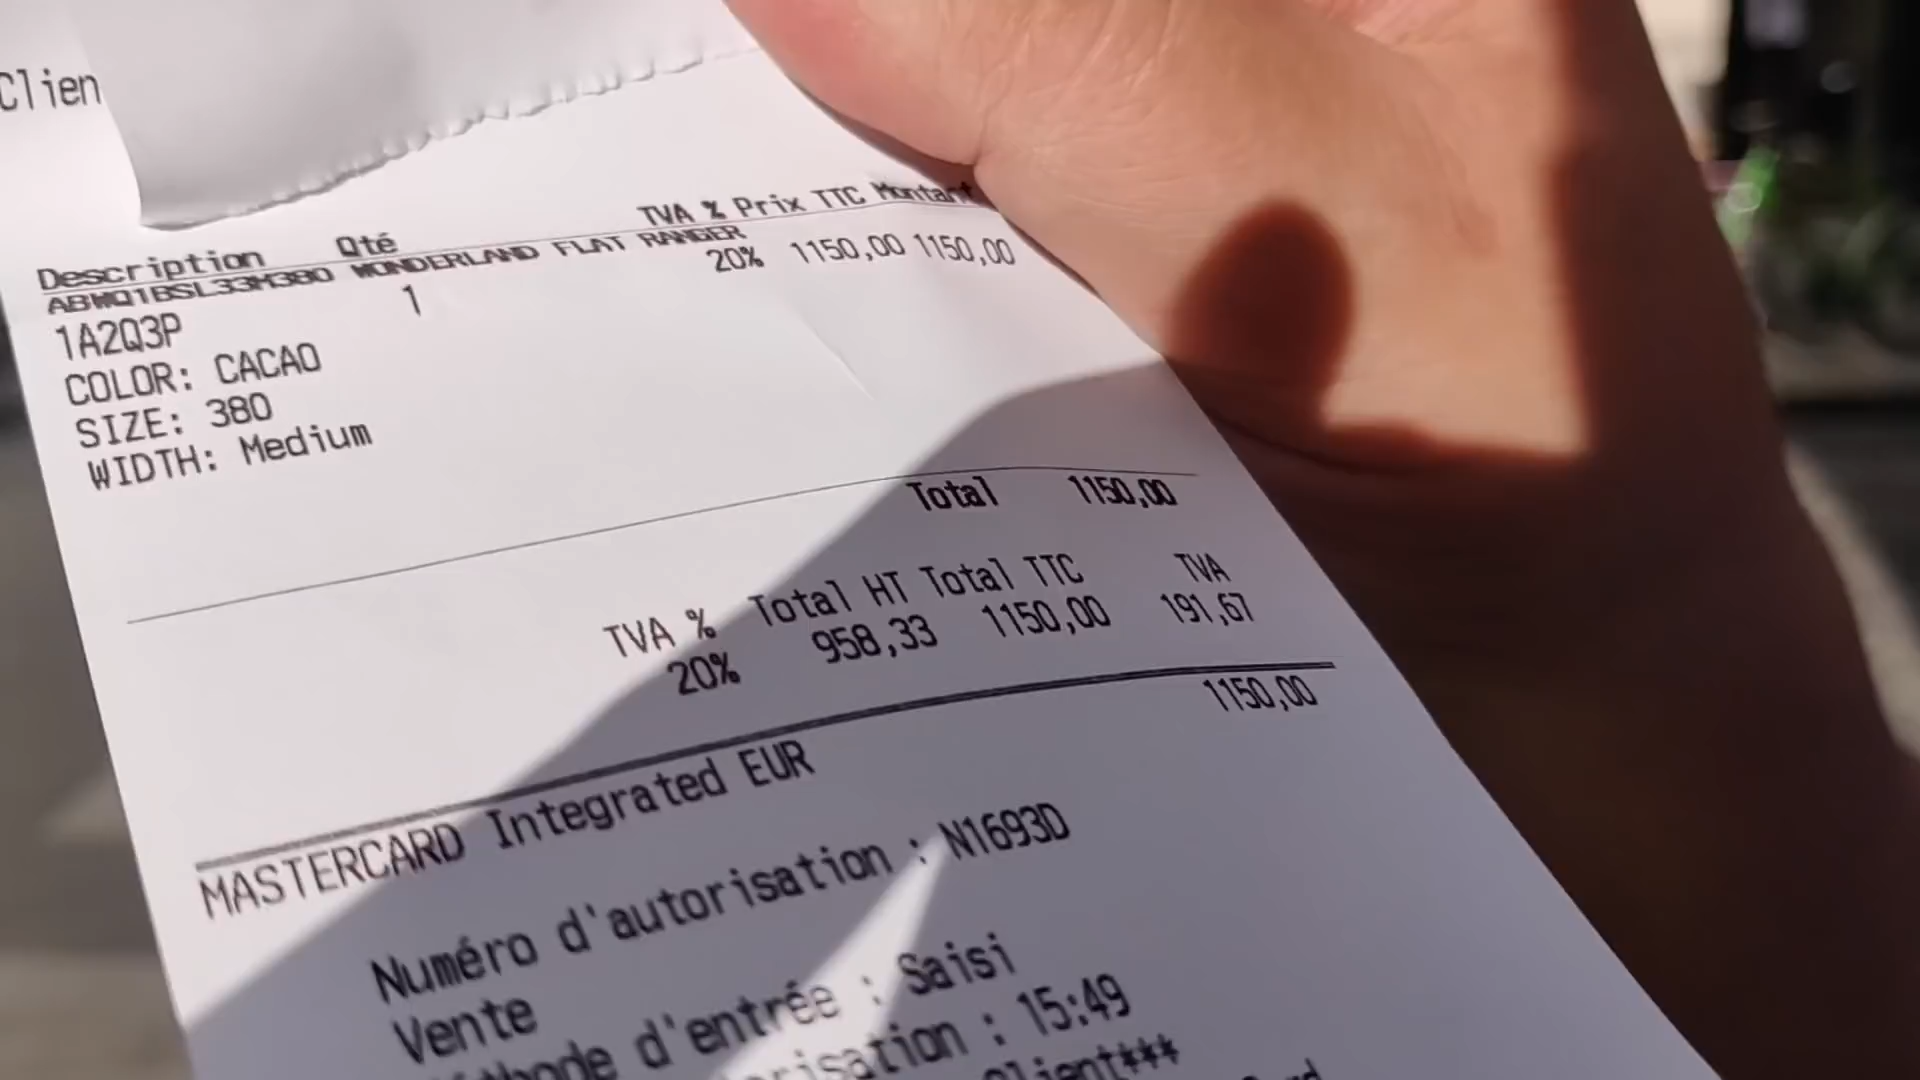 Clien
Description Qté TVA % Prix TTC Montant
ABWQ1BSL33M380 WONDERLAND FLAT RANGER
1A2Q3P 1 20% 1150,00 1150,00
COLOR: CACAO
SIZE: 380
WIDTH: Medium
Total 1150,00
TVA % Total HT Total TTC TVA
20% 958,33 1150,00 191,67
MASTERCARD Integrated EUR 1150,00
Numéro d'autorisation : N1693D
Vente
Méthode d'entrée : Saisi
risation : 15:49
Client***